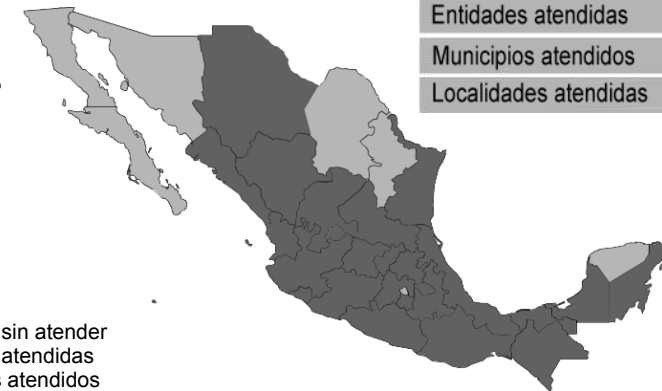 Entidades atendidas
Municipios atendidos
Localidades atendidas
sin atender
atendidas
atendidos